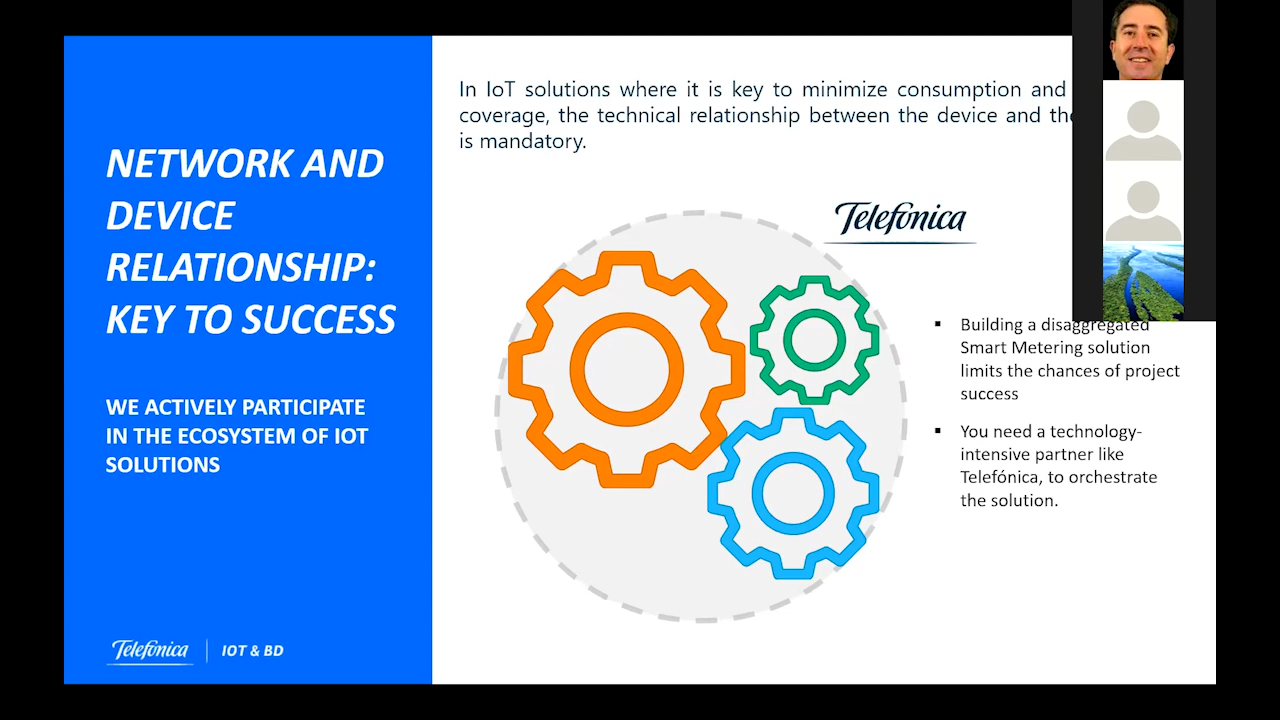 NETWORK AND
DEVICE
RELATIONSHIP:
KEY TO SUCCESS
WE ACTIVELY PARTICIPATE
IN THE ECOSYSTEM OF IOT
SOLUTIONS
Telefónica
IOT & BD
In IoT solutions where it is key to minimize consumption and
coverage, the technical relationship between the device and the
is mandatory.
Telefónica
▪ Building a disaggregated
Smart Metering solution
limits the chances of project
success
▪ You need a technology-
intensive partner like
Telefónica, to orchestrate
the solution.